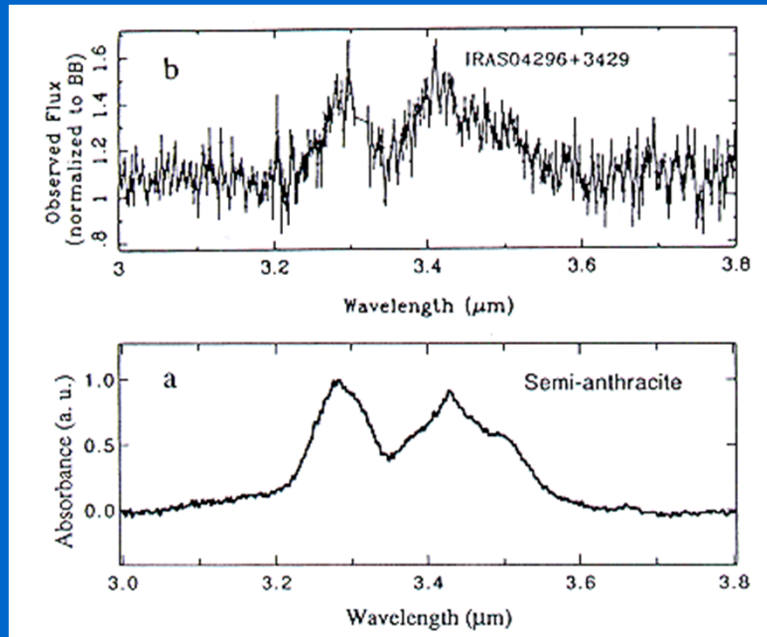 b
IRAS04296+3429
Observed Flux
(normalized to BB)
1.6
1.4
1.2
1
.8
3 3.2 3.4 3.6 3.8
Wavelength (μm)
a
Semi-anthracite
Absorbance (a. u.)
1.0
0.5
0.0
3.0 3.2 3.4 3.6 3.8
Wavelength (μm)